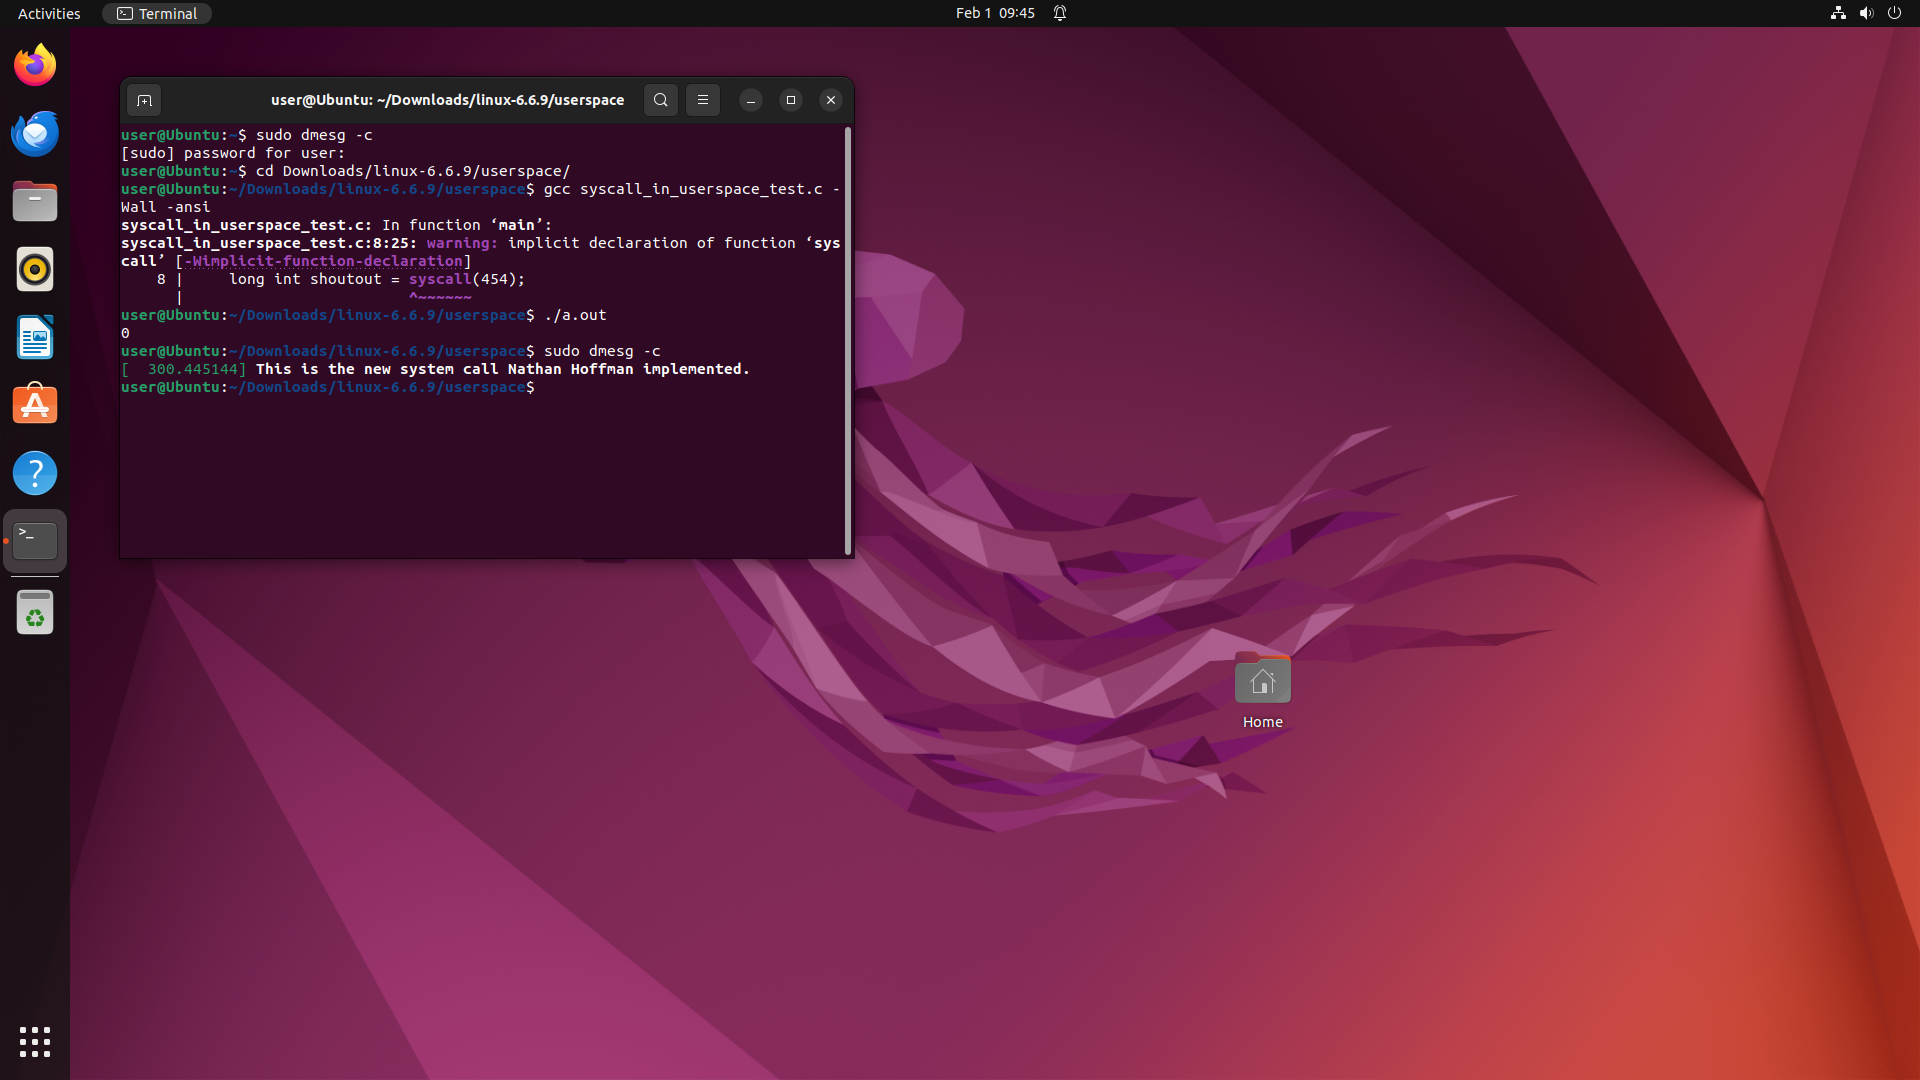 Activities
Terminal
Feb 1 09:45
user@Ubuntu: ~/Downloads/linux-6.6.9/userspace
user@Ubuntu:~$ sudo dmesg -c
[sudo] password for user:
user@Ubuntu:~$ cd Downloads/linux-6.6.9/userspace/
user@Ubuntu:~/Downloads/linux-6.6.9/userspace$ gcc syscall_in_userspace_test.c -
Wall -ansi
syscall_in_userspace_test.c: In function ‘main’:
syscall_in_userspace_test.c:8:25: warning: implicit declaration of function ‘sys
call’ [-Wimplicit-function-declaration]
    8 |     long int shoutout = syscall(454);
      |                         ^~~~~~~
user@Ubuntu:~/Downloads/linux-6.6.9/userspace$ ./a.out
0
user@Ubuntu:~/Downloads/linux-6.6.9/userspace$ sudo dmesg -c
[  300.445144] This is the new system call Nathan Hoffman implemented.
user@Ubuntu:~/Downloads/linux-6.6.9/userspace$
Home